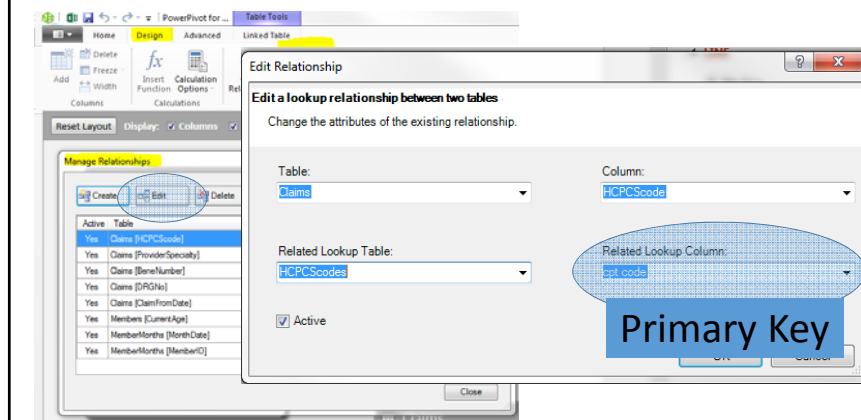 PowerPivot for ... Table Tools
Home Design Advanced Linked Table
Delete
Freeze
Width
Add
Insert Function
Calculation Options
Rel
Columns
Calculations
Reset Layout Display: Columns
Manage Relationships
Create Edit Delete
Active Table
Yes Claims [HCPCScode]
Yes Claims [ProviderSpecialty]
Yes Claims [BeneNumber]
Yes Claims [DRGNo]
Yes Claims [ClaimFromDate]
Yes Members [CurrentAge]
Yes MemberMonths [MonthDate]
Yes MemberMonths [MemberID]
Close
Edit Relationship
Edit a lookup relationship between two tables
Change the attributes of the existing relationship.
Table: Column:
Claims HCPCScode
Related Lookup Table: Related Lookup Column:
HCPCScodes cpt code
Active
Primary Key